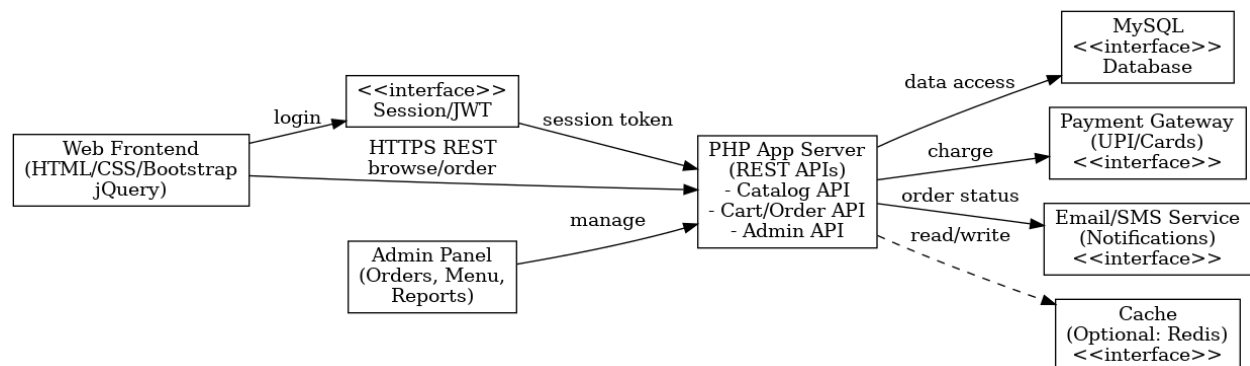 Web Frontend
(HTML/CSS/Bootstrap
jQuery)
login
<<interface>>
Session/JWT
session token
HTTPS REST
browse/order
manage
Admin Panel
(Orders, Menu,
Reports)
PHP App Server
(REST APIs)
- Catalog API
- Cart/Order API
- Admin API
data access
charge
order status
read/write
MySQL
<<interface>>
Database
Payment Gateway
(UPI/Cards)
<<interface>>
Email/SMS Service
(Notifications)
<<interface>>
Cache
(Optional: Redis)
<<interface>>